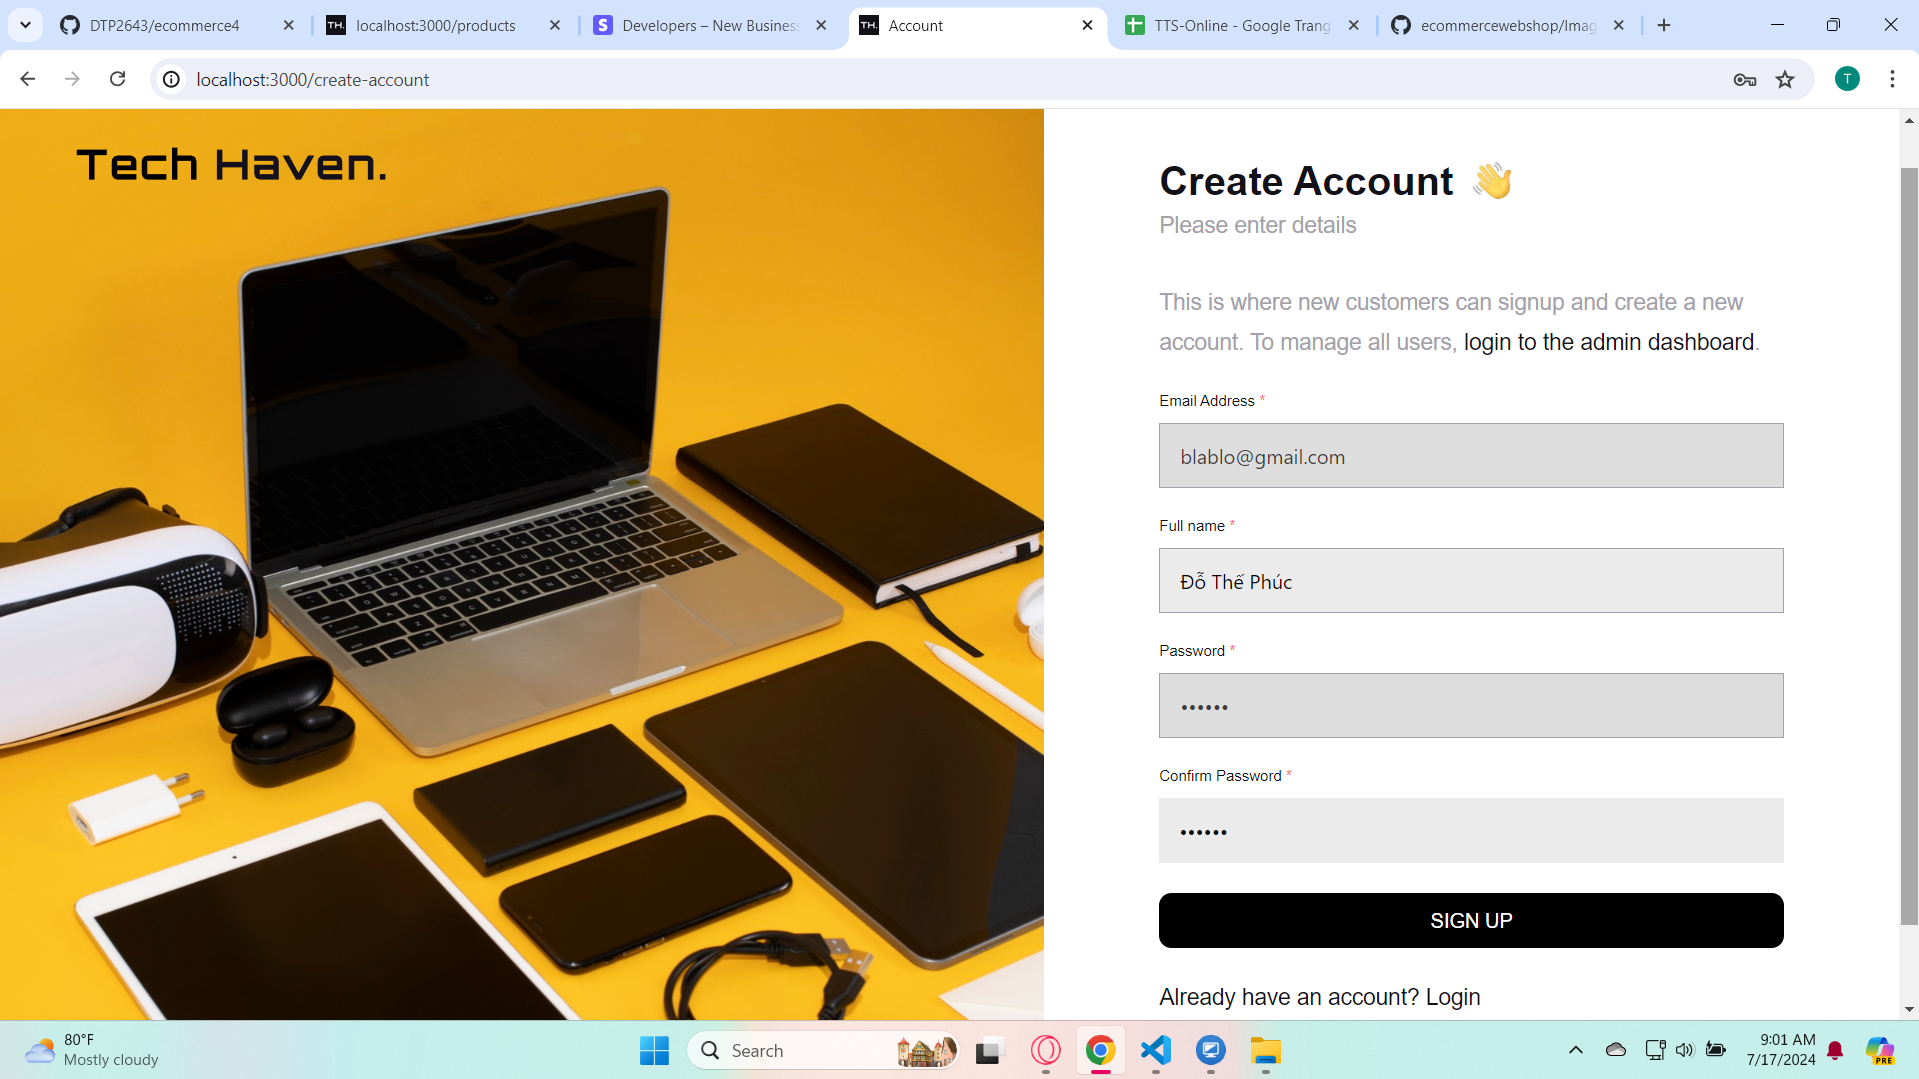 DTP2643/ecommerce4
TH. localhost:3000/products
S Developers – New Business
TH. Account
TTS-Online - Google Trang
ecommercewebshop/Imag
localhost:3000/create-account
T
Tech Haven.
Create Account 👋
Please enter details
This is where new customers can signup and create a new
account. To manage all users, login to the admin dashboard.
Email Address *
blablo@gmail.com
Full name *
Đỗ Thế Phúc
Password *
••••••
Confirm Password *
••••••
SIGN UP
Already have an account? Login
80°F
Mostly cloudy
Search
9:01 AM
7/17/2024
PRE